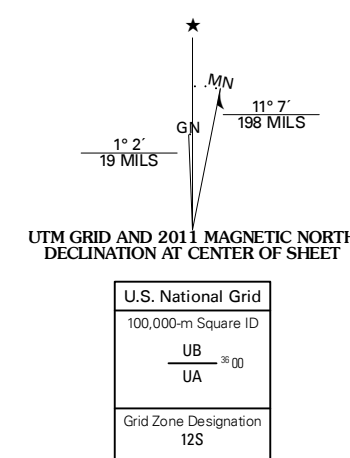 ★
MN
GN
11° 7´
198 MILS
1° 2´
19 MILS
UTM GRID AND 2011 MAGNETIC NORTH
DECLINATION AT CENTER OF SHEET
U.S. National Grid
100,000-m Square ID
UB
36 00
UA
Grid Zone Designation
12S